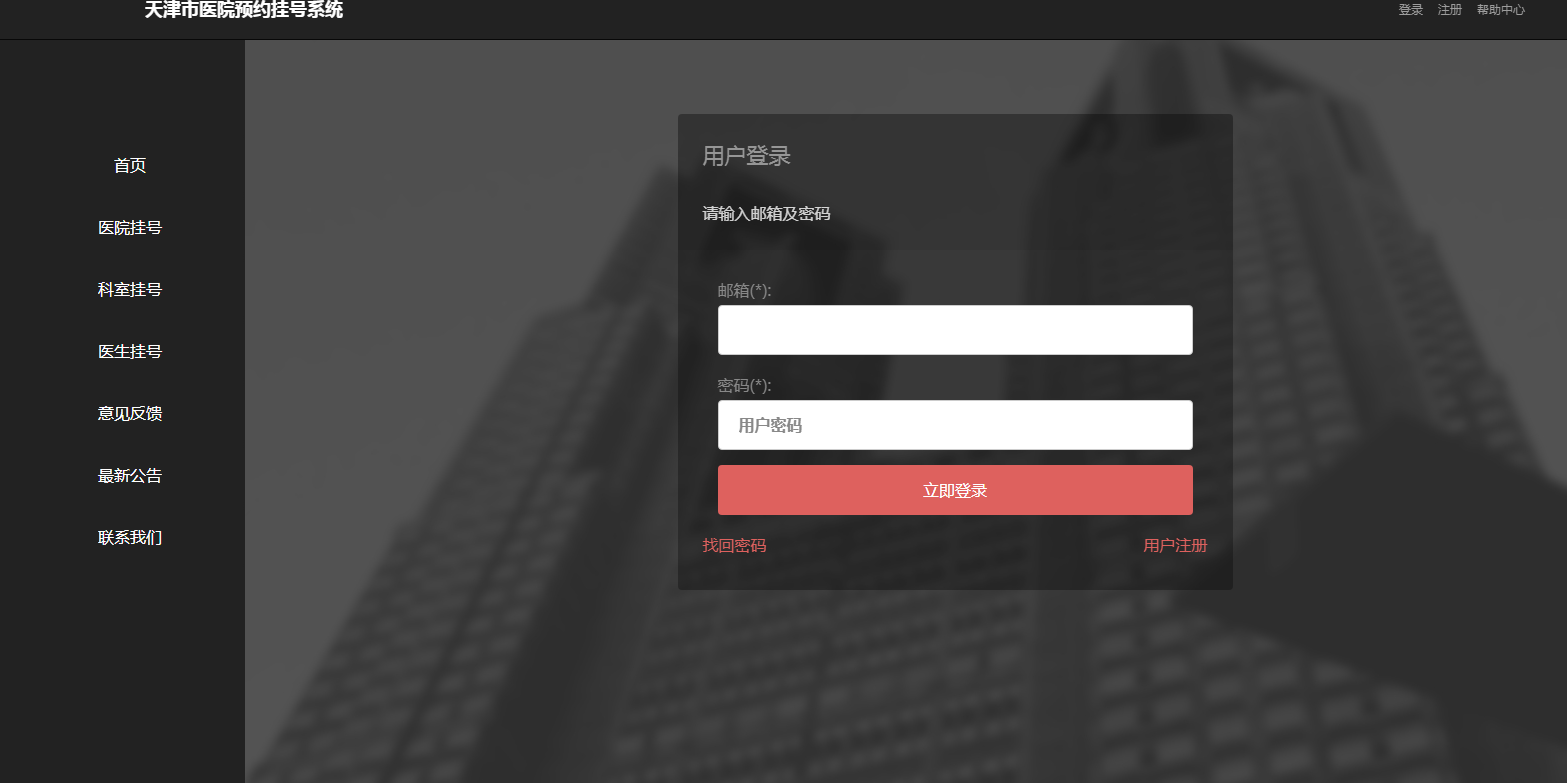 天津市医院预约挂号系统
登录 注册 帮助中心
首页
医院挂号
科室挂号
医生挂号
意见反馈
最新公告
联系我们
用户登录
请输入邮箱及密码
邮箱(*):
密码(*):
用户密码
立即登录
找回密码 用户注册